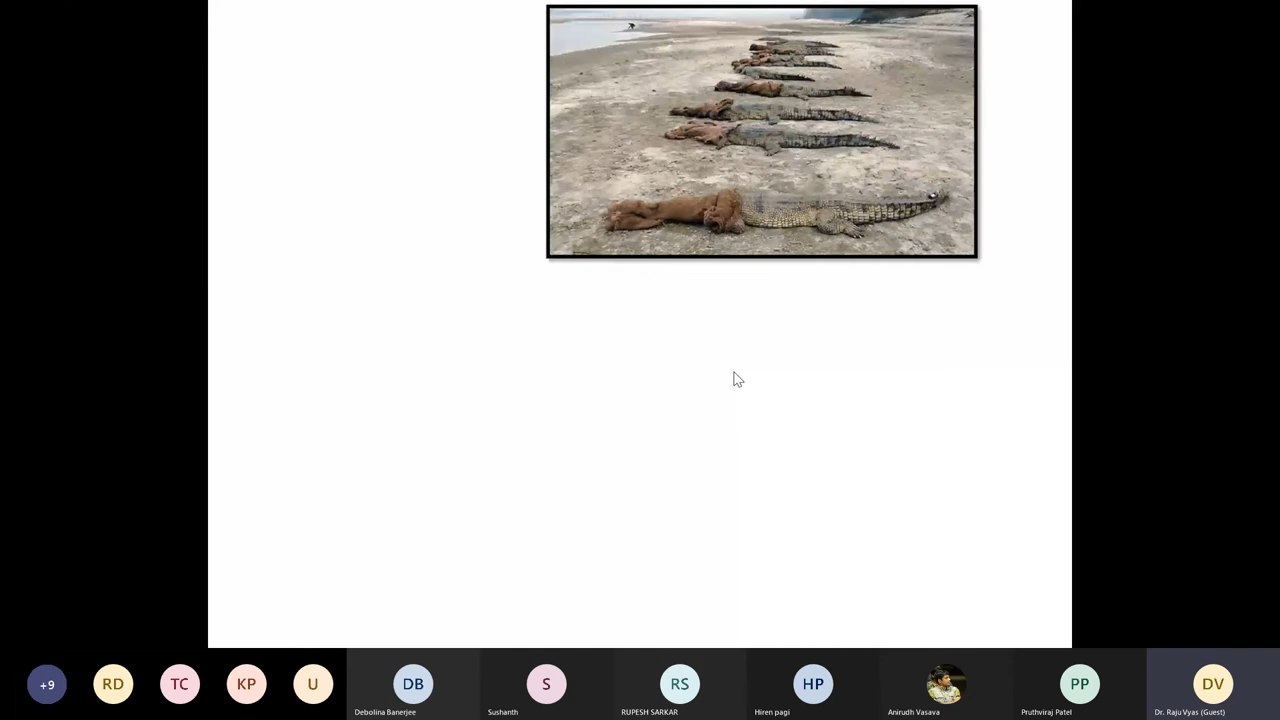 +9
RD
TC
KP
U
DB
S
RS
HP
PP
DV
Debolina Banerjee
Sushanth
RUPESH SARKAR
Hiren pagi
Anirudh Vasava
Pruthviraj Patel
Dr. Raju Vyas (Guest)